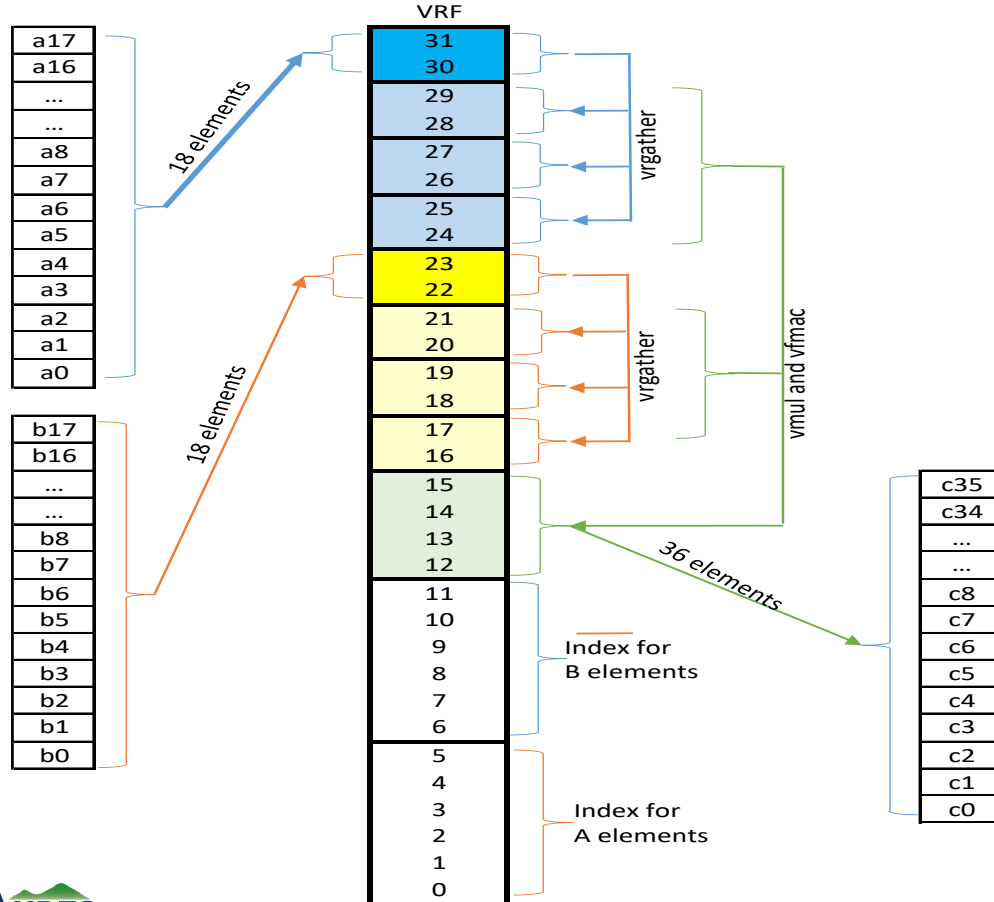 VRF
a17
a16
...
...
a8
a7
a6
a5
a4
a3
a2
a1
a0
18 elements
b17
b16
...
...
b8
b7
b6
b5
b4
b3
b2
b1
b0
18 elements
31
30
29
28
27
26
25
24
23
22
21
20
19
18
17
16
15
14
13
12
11
10
9
8
7
6
5
4
3
2
1
0
vrgather
vrgather
vmul and vfmac
36 elements
Index for
B elements
Index for
A elements
c35
c34
...
...
c8
c7
c6
c5
c4
c3
c2
c1
c0